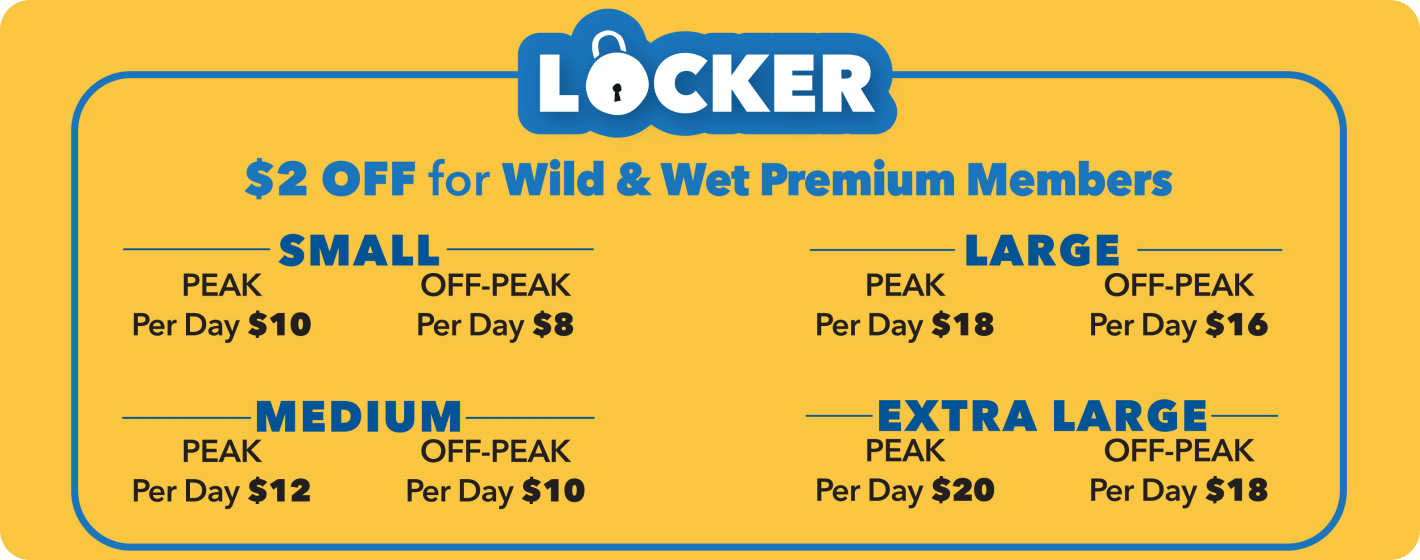 LOCKER
$2 OFF for Wild & Wet Premium Members
SMALL
PEAK OFF-PEAK
Per Day $10 Per Day $8
LARGE
PEAK OFF-PEAK
Per Day $18 Per Day $16
MEDIUM
PEAK OFF-PEAK
Per Day $12 Per Day $10
EXTRA LARGE
PEAK OFF-PEAK
Per Day $20 Per Day $18